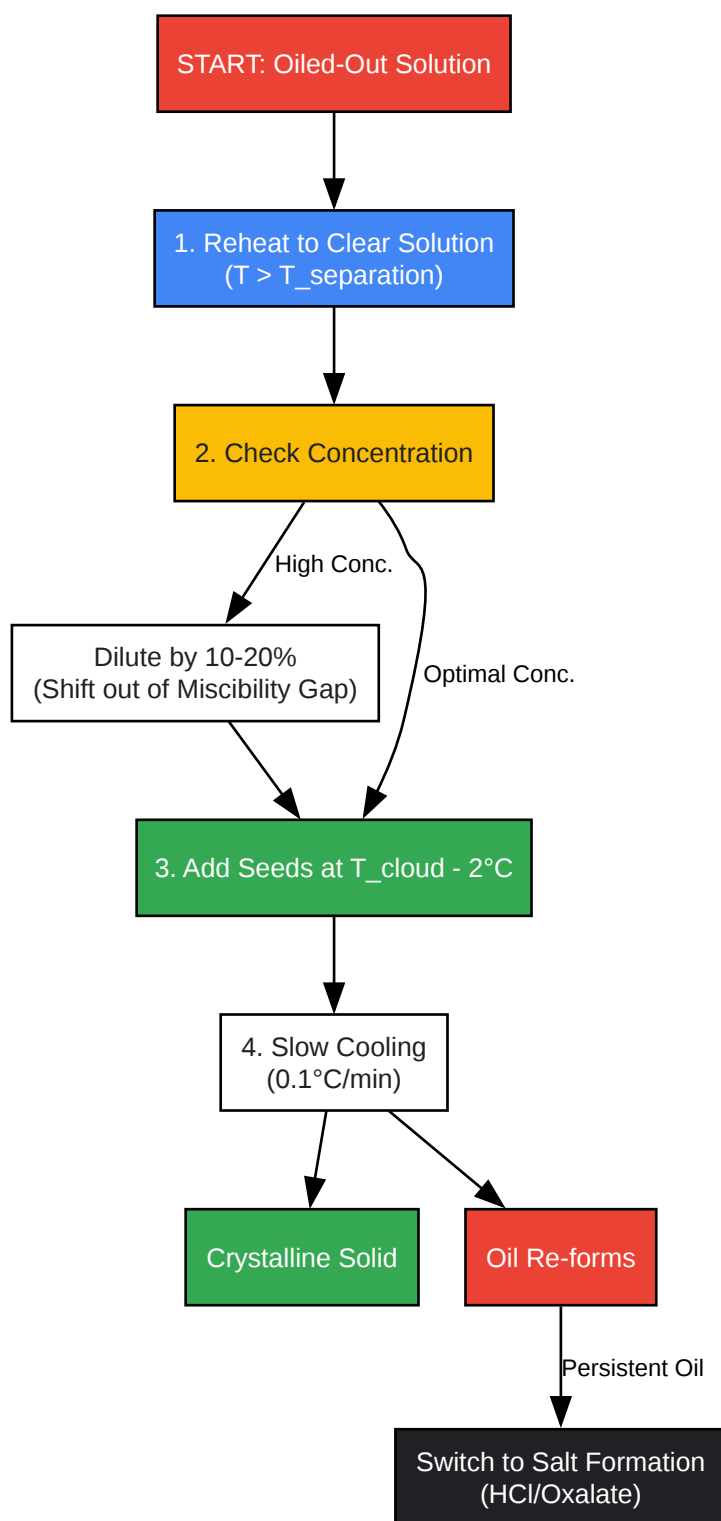 START: Oiled-Out Solution
1. Reheat to Clear Solution
(T > T_separation)
2. Check Concentration
High Conc.
Dilute by 10-20%
(Shift out of Miscibility Gap)
Optimal Conc.
3. Add Seeds at T_cloud - 2°C
4. Slow Cooling
(0.1°C/min)
Crystalline Solid
Oil Re-forms
Persistent Oil
Switch to Salt Formation
(HCl/Oxalate)